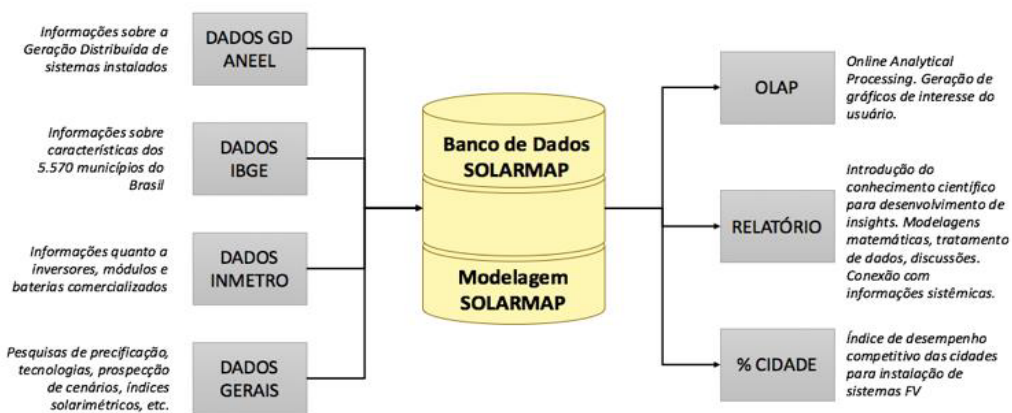 Informações sobre a
Geração Distribuída de
sistemas instalados
DADOS GD
ANEEL
Informações sobre
características dos
5.570 municípios do
Brasil
DADOS
IBGE
Informações quanto a
inversores, módulos e
baterias comercializados
DADOS
INMETRO
Pesquisas de precificação,
tecnologias, prospecção
de cenários, índices
solarimétricos, etc.
DADOS
GERAIS
Banco de Dados
SOLARMAP
Modelagem
SOLARMAP
OLAP
Online Analytical
Processing. Geração de
gráficos de interesse do
usuário.
RELATÓRIO
Introdução do
conhecimento científico
para desenvolvimento de
insights. Modelagens
matemáticas, tratamento
de dados, discussões.
Conexão com
informações sistêmicas.
% CIDADE
Índice de desempenho
competitivo das cidades
para instalação de
sistemas FV